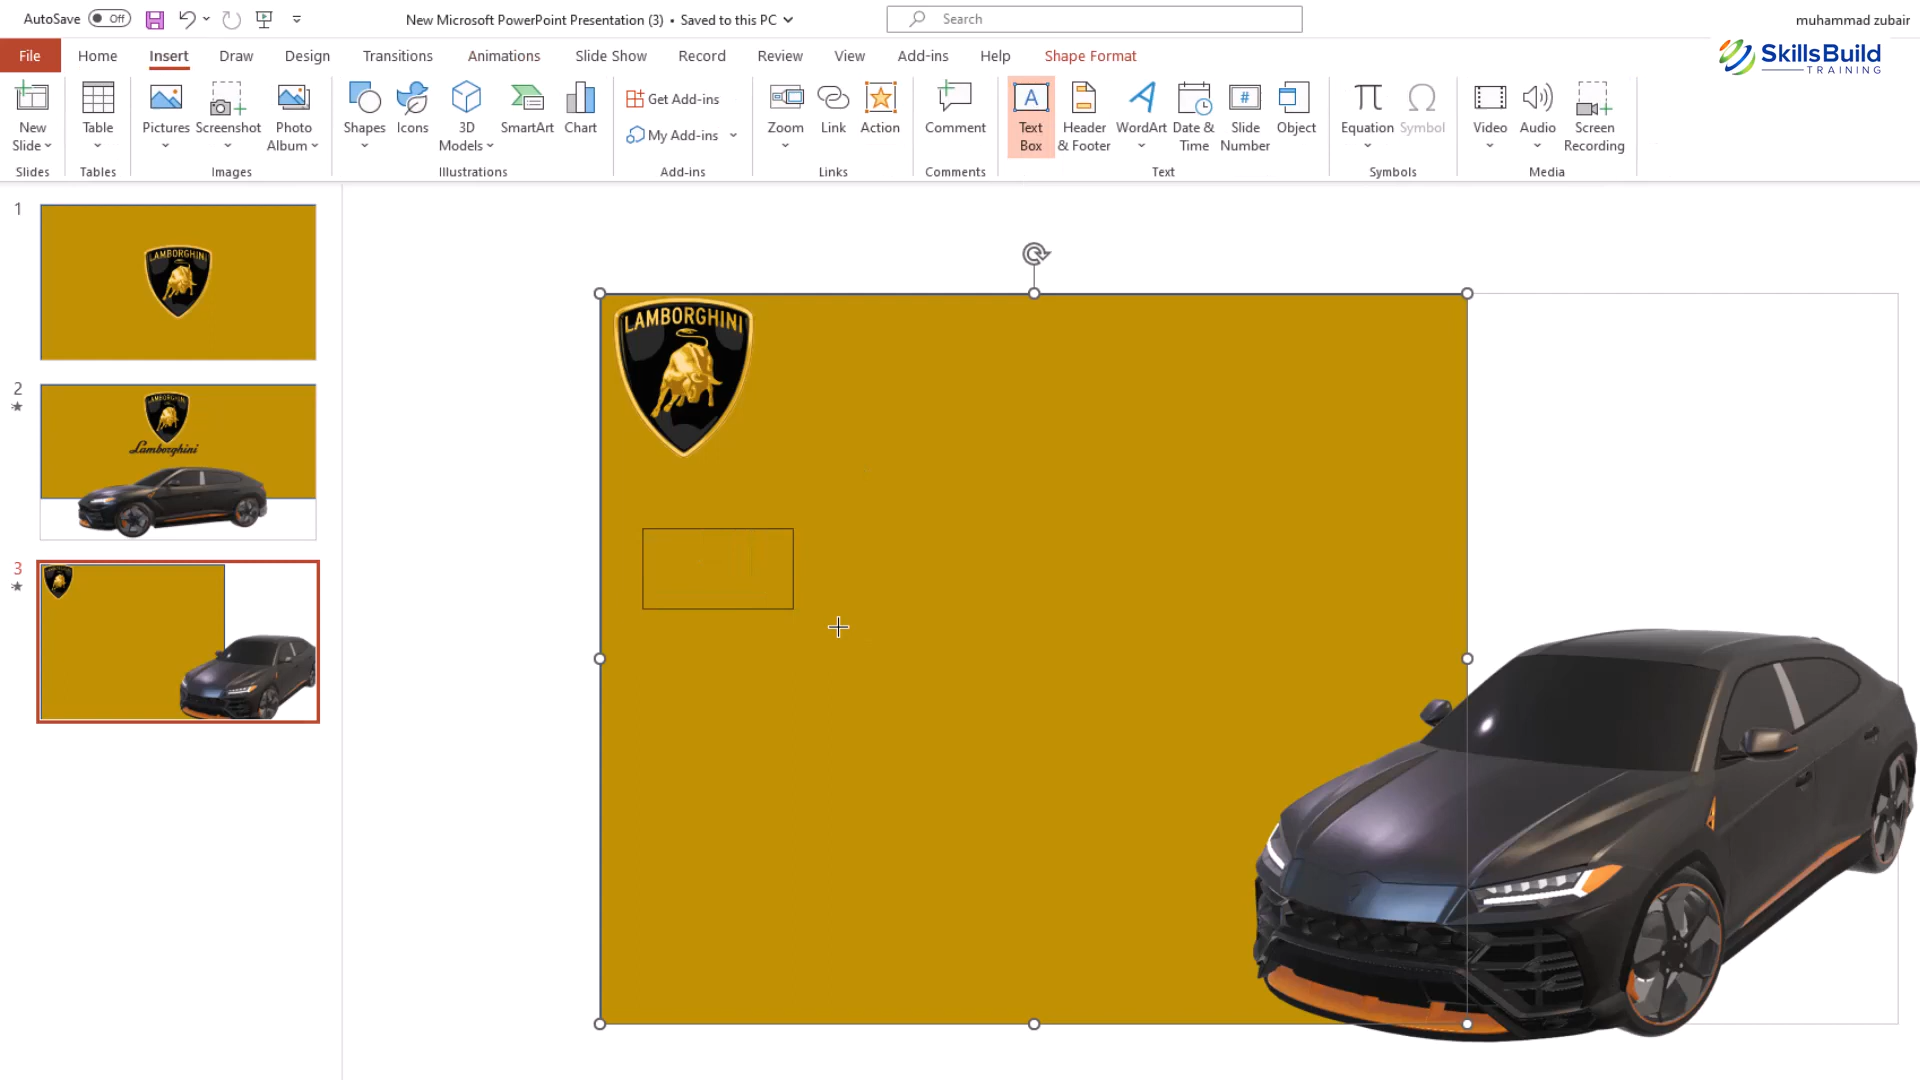 AutoSave Off
New Microsoft PowerPoint Presentation (3) • Saved to this PC
Search
muhammad zubair
File Home Insert Draw Design Transitions Animations Slide Show Record Review View Add-ins Help Shape Format
SkillsBuild
TRAINING
New Slide
Table
Pictures
Screenshot
Photo Album
Shapes
Icons
3D Models
SmartArt
Chart
Get Add-ins
My Add-ins
Zoom
Link
Action
Comment
Text Box
Header & Footer
WordArt
Date & Time
Slide Number
Object
Equation
Symbol
Video
Audio
Screen Recording
Slides Tables Images Illustrations Add-ins Links Comments Text Symbols Media
1
LAMBORGHINI
2
LAMBORGHINI
Lamborghini
3
LAMBORGHINI
LAMBORGHINI